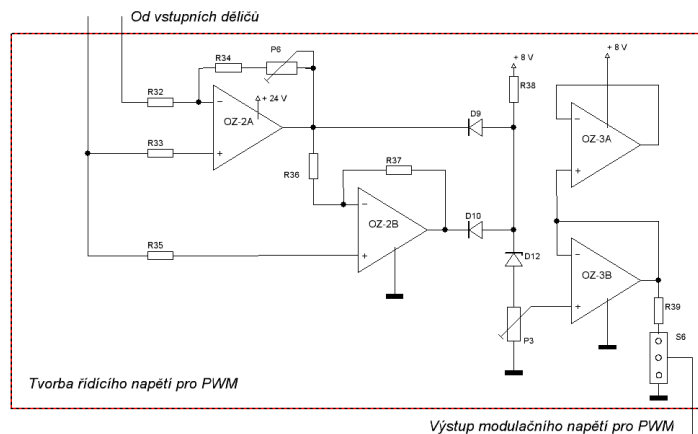 Od vstupních děličů
R34
P6
R32
+ 24 V
−
OZ-2A
+
R33
R36
R37
−
OZ-2B
+
R35
D9
D10
+ 8 V
R38
D12
P3
+ 8 V
−
OZ-3A
+
−
OZ-3B
+
R39
S6
Tvorba řídícího napětí pro PWM
Výstup modulačního napětí pro PWM